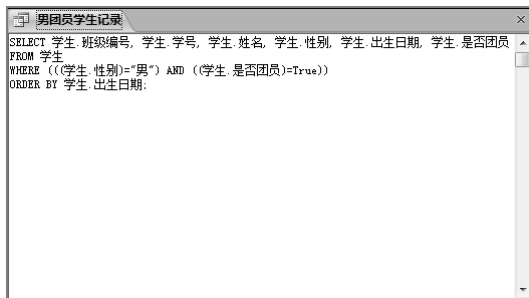 男团员学生记录
SELECT 学生.班级编号, 学生.学号, 学生.姓名, 学生.性别, 学生.出生日期, 学生.是否团员
FROM 学生
WHERE (((学生.性别)="男") AND ((学生.是否团员)=True))
ORDER BY 学生.出生日期;